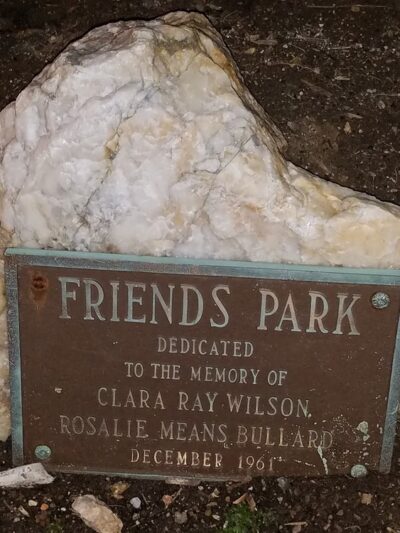 FRIENDS PARK
DEDICATED
TO THE MEMORY OF
CLARA RAY WILSON
ROSALIE MEANS BULLARD
DECEMBER 1961